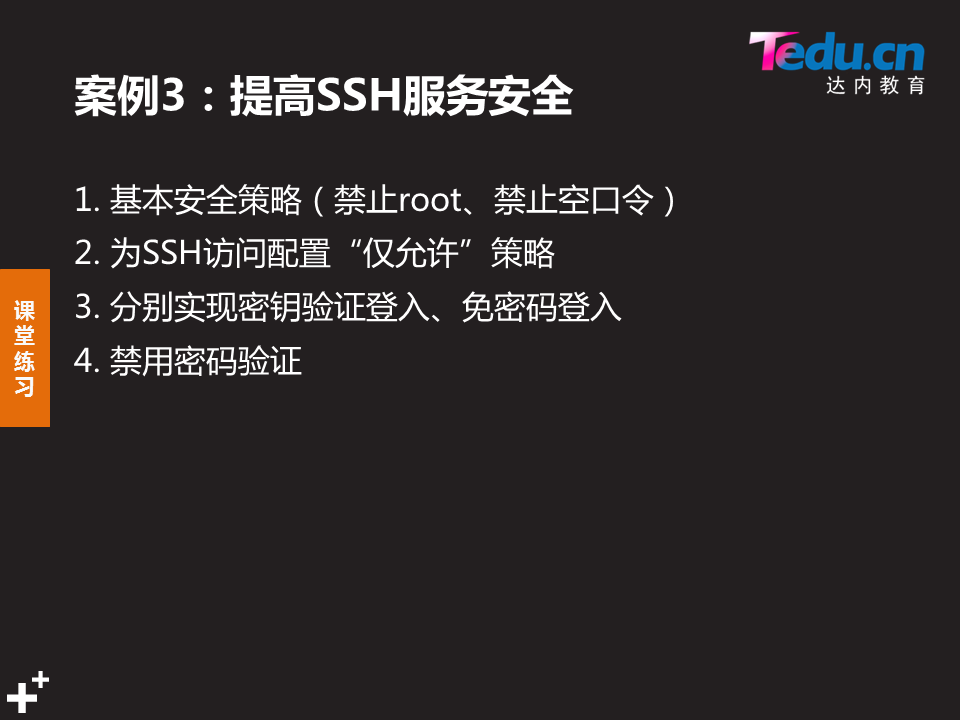 Tedu.cn
达内教育
案例3：提高SSH服务安全
1. 基本安全策略（禁止root、禁止空口令）
2. 为SSH访问配置“仅允许”策略
3. 分别实现密钥验证登入、免密码登入
4. 禁用密码验证
课堂练习